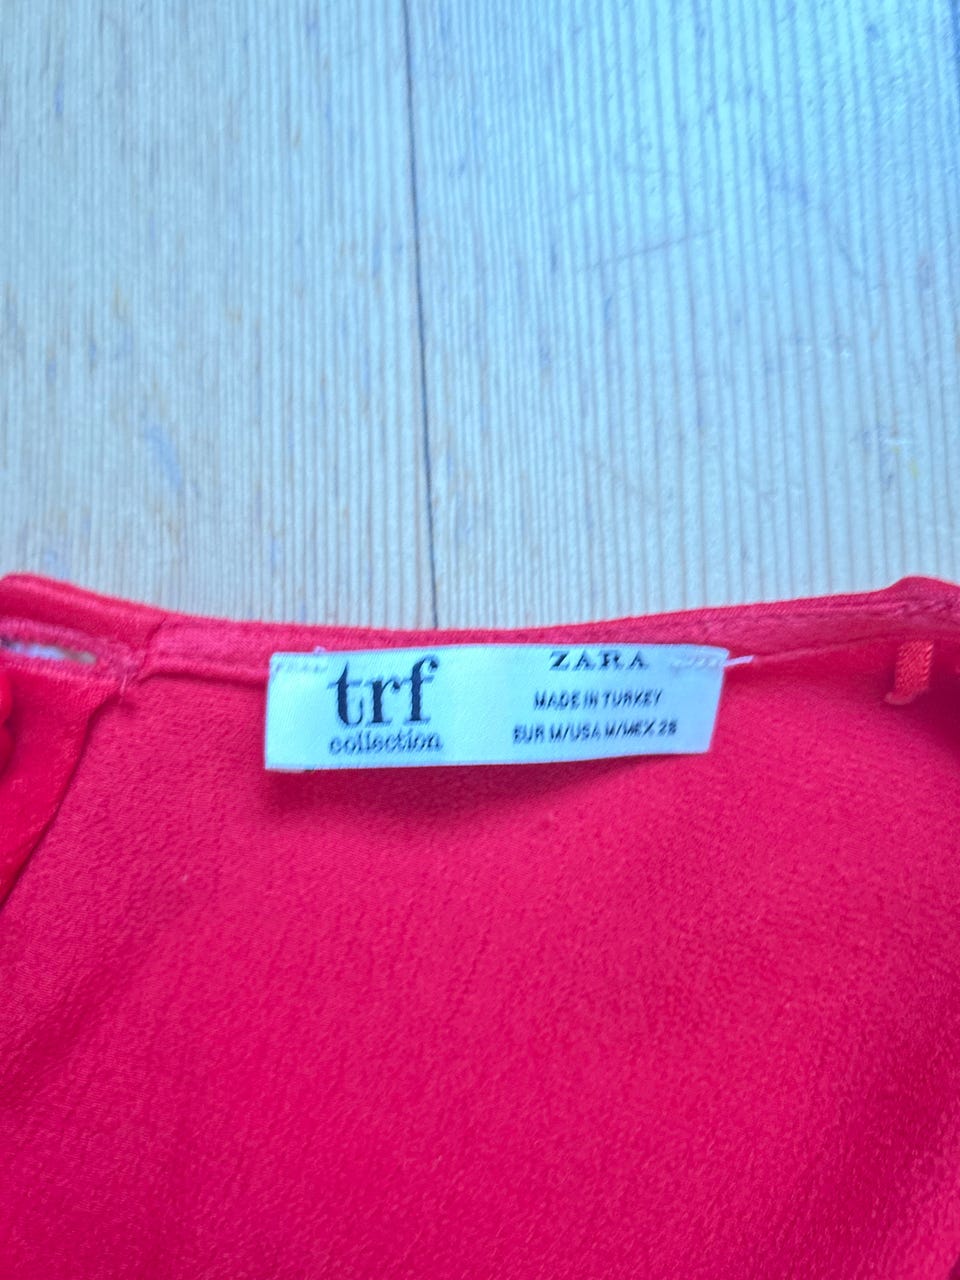 trf
collection
ZARA
MADE IN TURKEY
EUR M/USA M/MEX 28